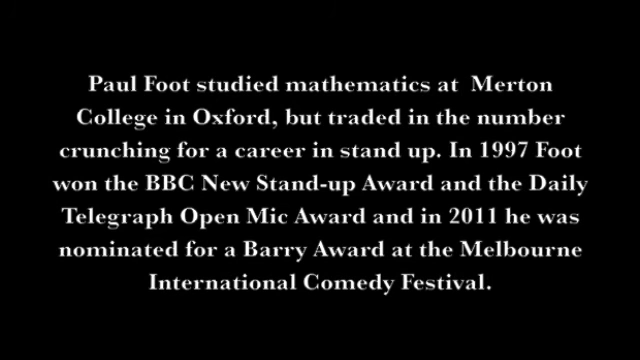 Paul Foot studied mathematics at Merton
College in Oxford, but traded in the number
crunching for a career in stand up. In 1997 Foot
won the BBC New Stand-up Award and the Daily
Telegraph Open Mic Award and in 2011 he was
nominated for a Barry Award at the Melbourne
International Comedy Festival.